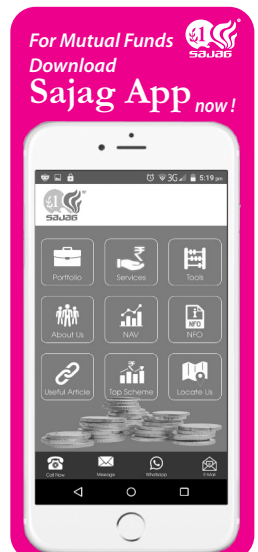 For Mutual Funds
SAJAG
Download
Sajag App now !
3G 5:19 pm
SAJAG
Portfolio Services Tools
About Us NAV NFO
NFO
Useful Article Top Scheme Locate Us
Call Now Message Whatsapp E-Mail